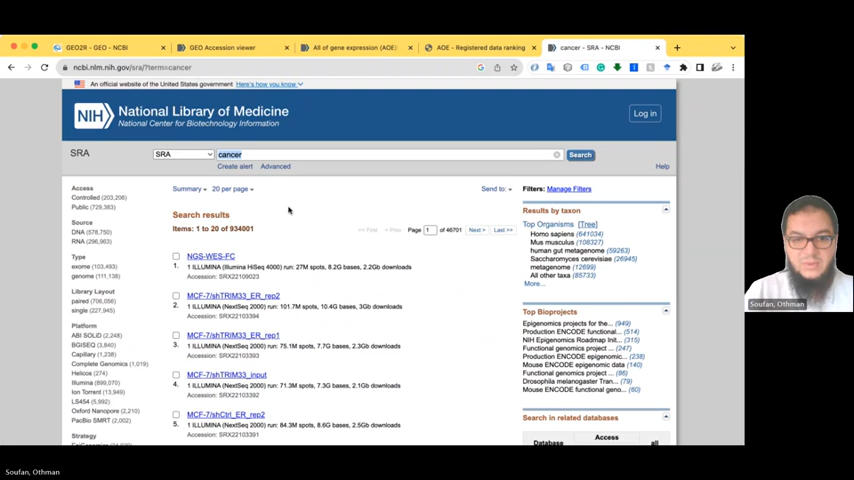 GEO2R - GEO - NCBI
GEO Accession viewer
All of gene expression (AOE)
AOE - Registered data ranking
cancer - SRA - NCBI
ncbi.nlm.nih.gov/sra/?term=cancer
An official website of the United States government Here's how you know
NIH
National Library of Medicine
National Center for Biotechnology Information
Log in
SRA
SRA
cancer
Search
Create alert
Advanced
Help
Access
Controlled (203,206)
Public (729,383)
Source
DNA (578,750)
RNA (296,963)
Type
exome (103,493)
genome (111,138)
Library Layout
paired (706,056)
single (227,945)
Platform
ABI SOLiD (2,248)
BGISEQ (3,840)
Capillary (1,238)
Complete Genomics (1,019)
Helicos (274)
Illumina (899,070)
Ion Torrent (13,949)
LS454 (5,992)
Oxford Nanopore (2,210)
PacBio SMRT (2,002)
Strategy
Summary
20 per page
Send to:
Search results
Items: 1 to 20 of 934001
<< First
< Prev
Page 1 of 46701
Next >
Last >>
NGS-WES-FC
1. 1 ILLUMINA (Illumina HiSeq 4000) run: 27M spots, 8.2G bases, 2.2Gb downloads
Accession: SRX22109023
MCF-7/shTRIM33_ER_rep2
2. 1 ILLUMINA (NextSeq 2000) run: 101.7M spots, 10.4G bases, 3Gb downloads
Accession: SRX22103394
MCF-7/shTRIM33_ER_rep1
3. 1 ILLUMINA (NextSeq 2000) run: 75.1M spots, 7.7G bases, 2.3Gb downloads
Accession: SRX22103393
MCF-7/shTRIM33_input
4. 1 ILLUMINA (NextSeq 2000) run: 71.3M spots, 7.3G bases, 2.1Gb downloads
Accession: SRX22103392
MCF-7/shCtrl_ER_rep2
5. 1 ILLUMINA (NextSeq 2000) run: 84.3M spots, 8.6G bases, 2.5Gb downloads
Accession: SRX22103391
Filters: Manage Filters
Results by taxon
Top Organisms [Tree]
Homo sapiens (641034)
Mus musculus (108327)
human gut metagenome (59263)
Saccharomyces cerevisiae (26945)
metagenome (12699)
All other taxa (85733)
More...
Top Bioprojects
Epigenomics projects for the... (949)
Production ENCODE functional... (514)
NIH Epigenomics Roadmap Init... (315)
Functional genomics project ... (247)
Production ENCODE epigenomic... (238)
Mouse ENCODE epigenomic data (140)
Functional genomics project ... (86)
Drosophila melanogaster Tran... (79)
Mouse ENCODE functional geno... (60)
Search in related databases
Database
Access
all
Soufan, Othman
Soufan, Othman